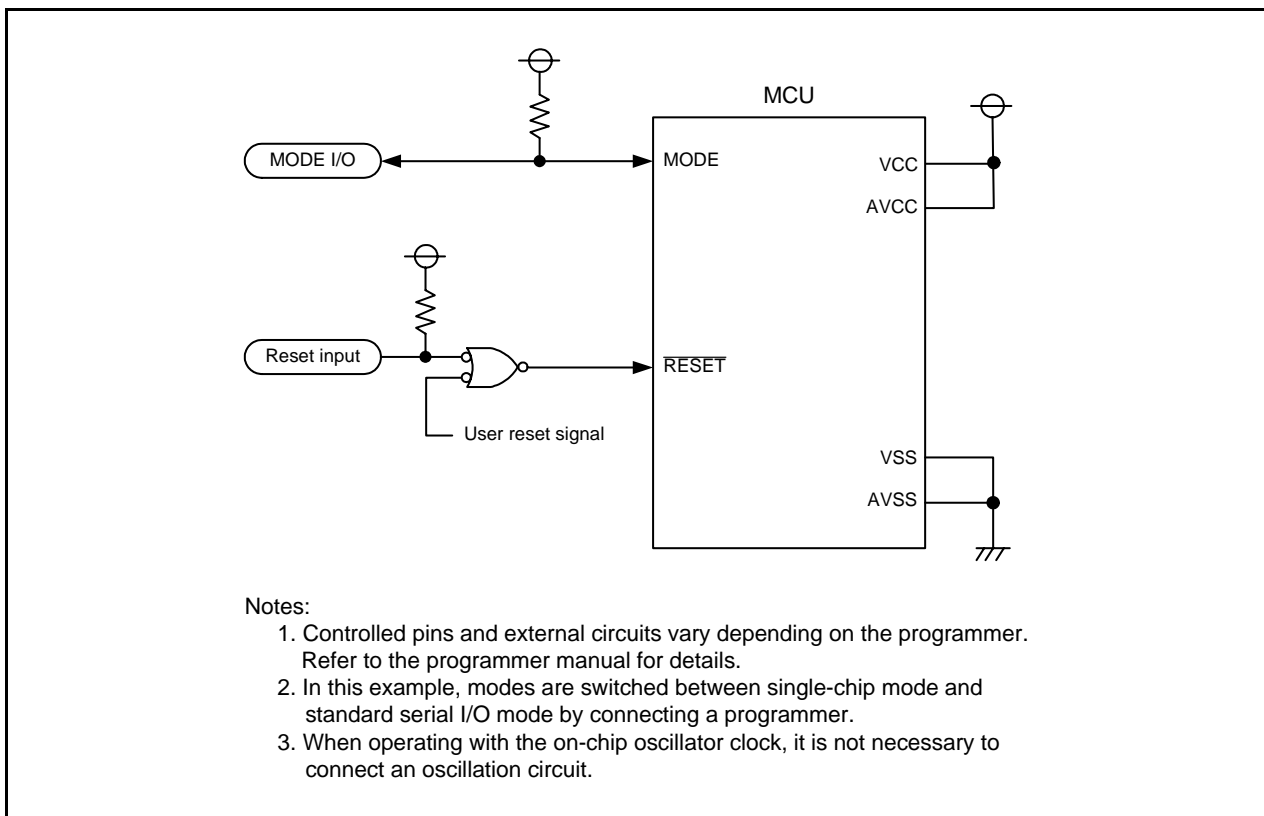 MCU
MODE I/O
MODE
VCC
AVCC
Reset input
RESET
User reset signal
VSS
AVSS
Notes:
1. Controlled pins and external circuits vary depending on the programmer.
Refer to the programmer manual for details.
2. In this example, modes are switched between single-chip mode and
standard serial I/O mode by connecting a programmer.
3. When operating with the on-chip oscillator clock, it is not necessary to
connect an oscillation circuit.